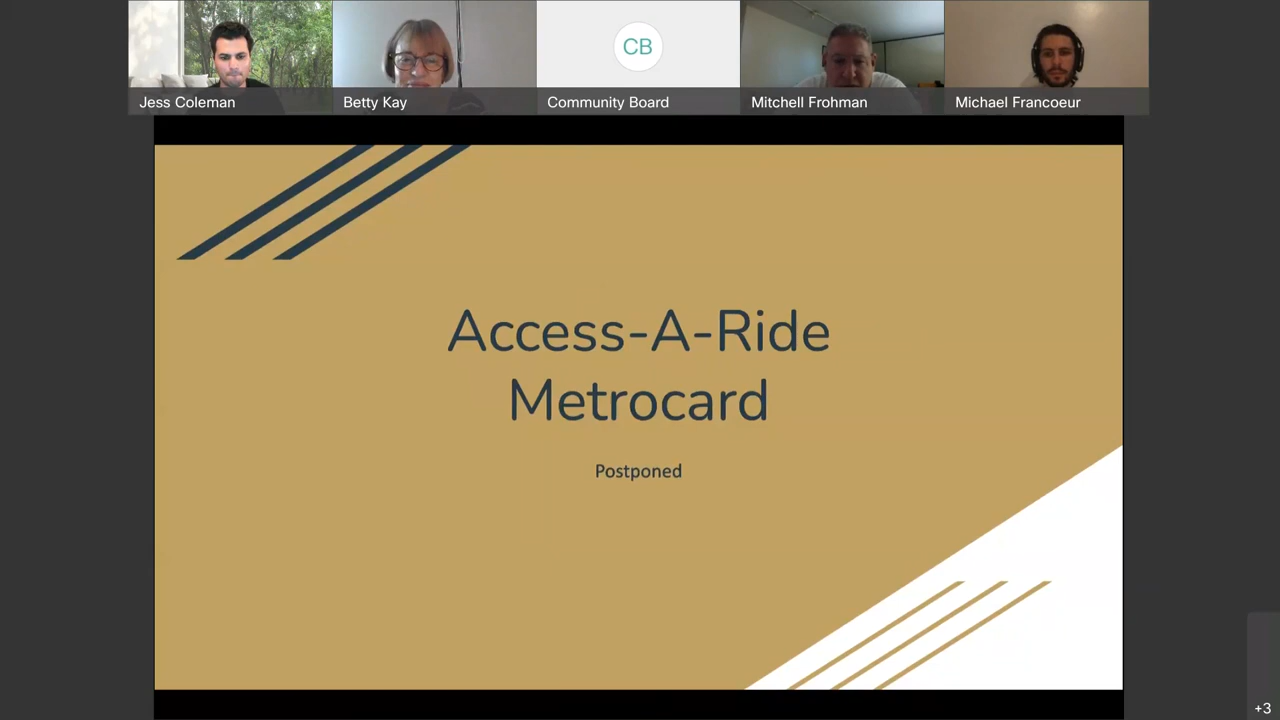 Jess Coleman
Betty Kay
CB
Community Board
Mitchell Frohman
Michael Francoeur
Access-A-Ride
Metrocard
Postponed
+3